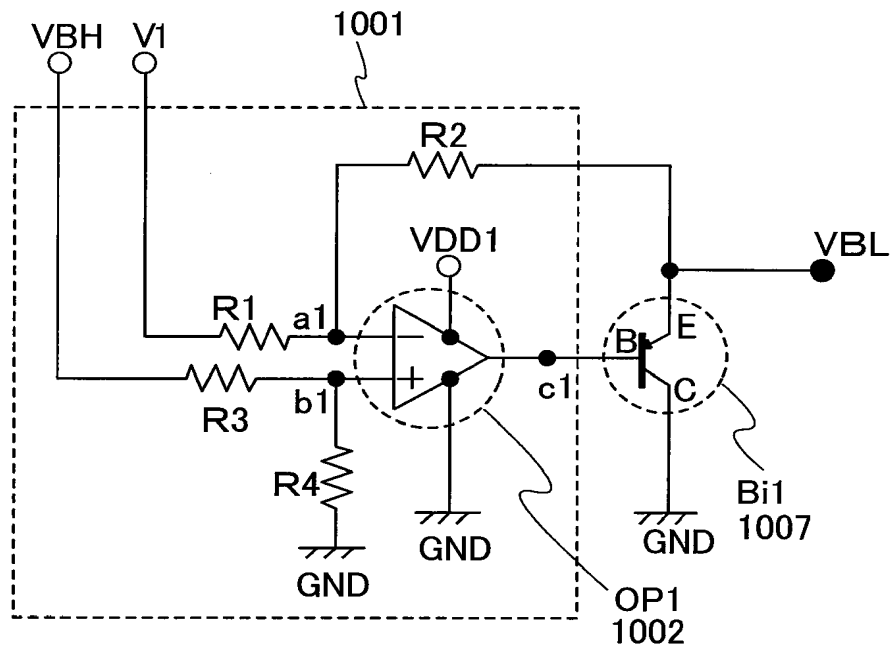 1001
VBH
V1
R2
VDD1
VBL
R1
a1
−
B
E
+
R3
b1
c1
C
R4
GND
GND
GND
Bi1
1007
OP1
1002